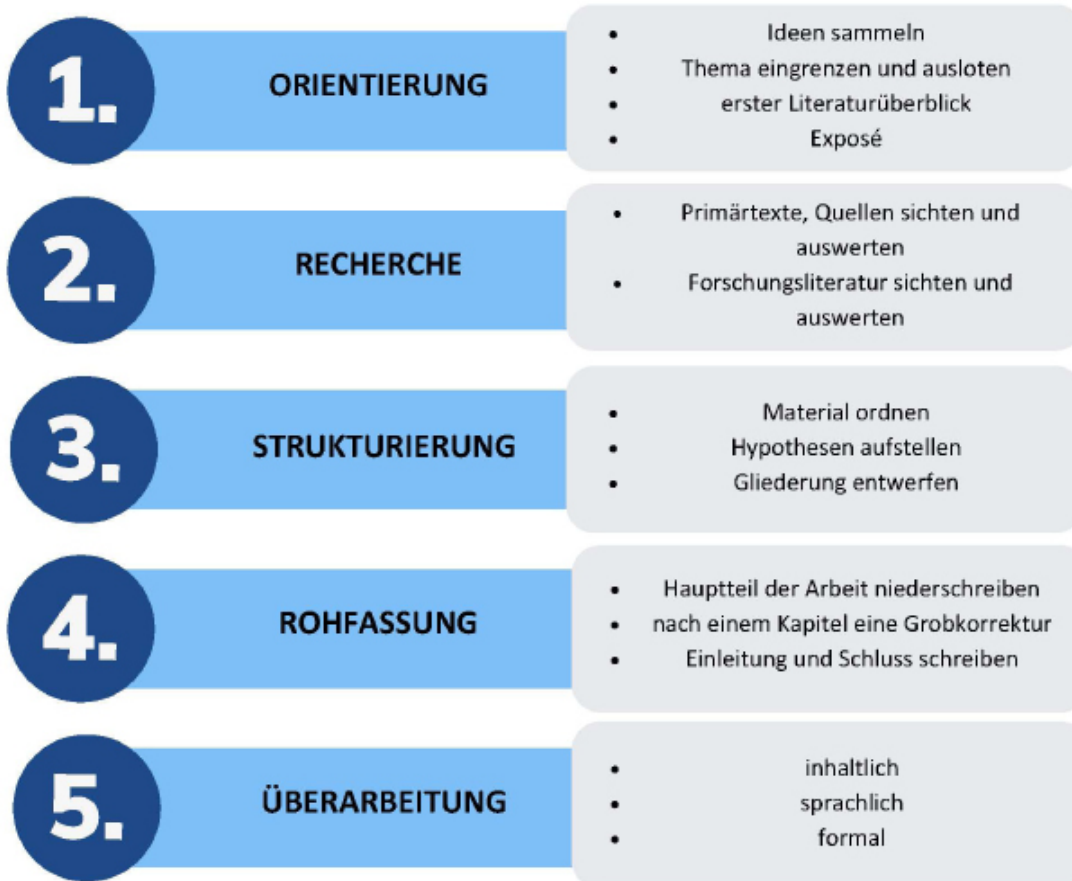 1.
ORIENTIERUNG
• Ideen sammeln
• Thema eingrenzen und ausloten
• erster Literaturüberblick
• Exposé
2.
RECHERCHE
• Primärtexte, Quellen sichten und
auswerten
• Forschungsliteratur sichten und
auswerten
3.
STRUKTURIERUNG
• Material ordnen
• Hypothesen aufstellen
• Gliederung entwerfen
4.
ROHFASSUNG
• Hauptteil der Arbeit niederschreiben
• nach einem Kapitel eine Grobkorrektur
• Einleitung und Schluss schreiben
5.
ÜBERARBEITUNG
• inhaltlich
• sprachlich
• formal